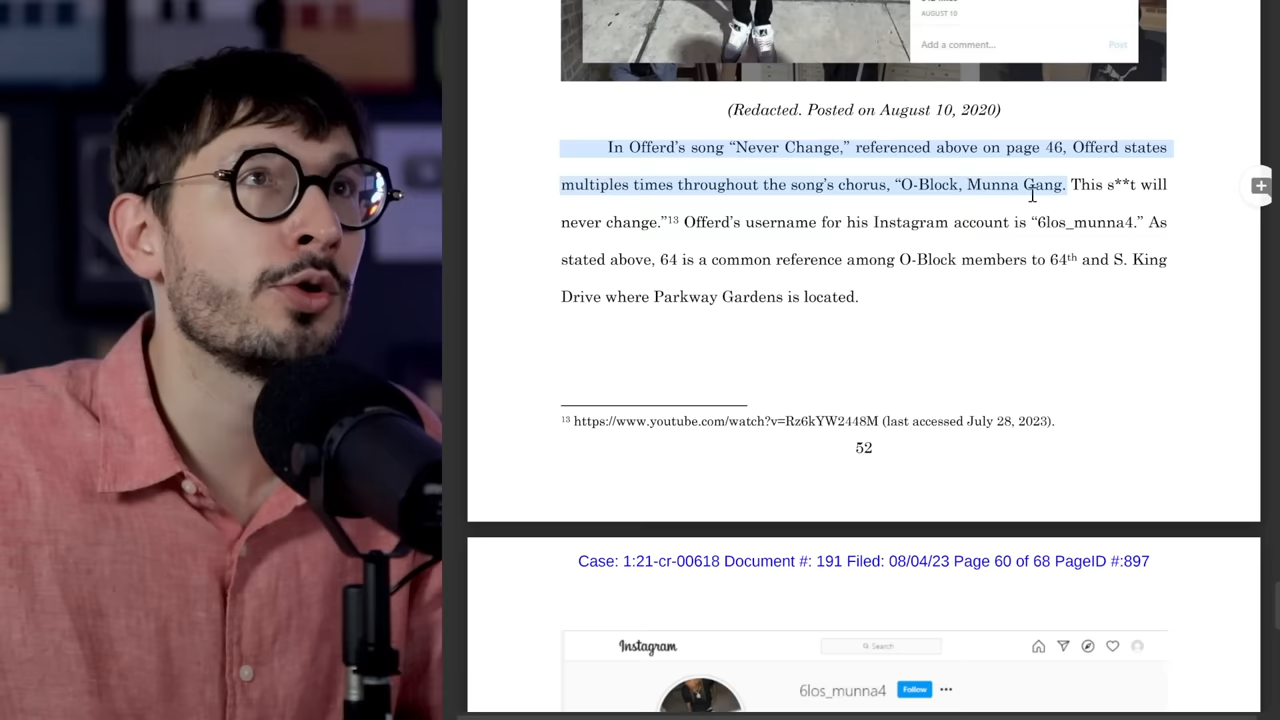 AUGUST 10
Add a comment... Post
(Redacted. Posted on August 10, 2020)
In Offerd's song “Never Change,” referenced above on page 46, Offerd states
multiples times throughout the song's chorus, “O-Block, Munna Gang. This s**t will
never change.”13 Offerd's username for his Instagram account is “6los_munna4.” As
stated above, 64 is a common reference among O-Block members to 64th and S. King
Drive where Parkway Gardens is located.
13 https://www.youtube.com/watch?v=Rz6kYW2448M (last accessed July 28, 2023).
52
Case: 1:21-cr-00618 Document #: 191 Filed: 08/04/23 Page 60 of 68 PageID #:897
Instagram Search
6los_munna4 Follow ...